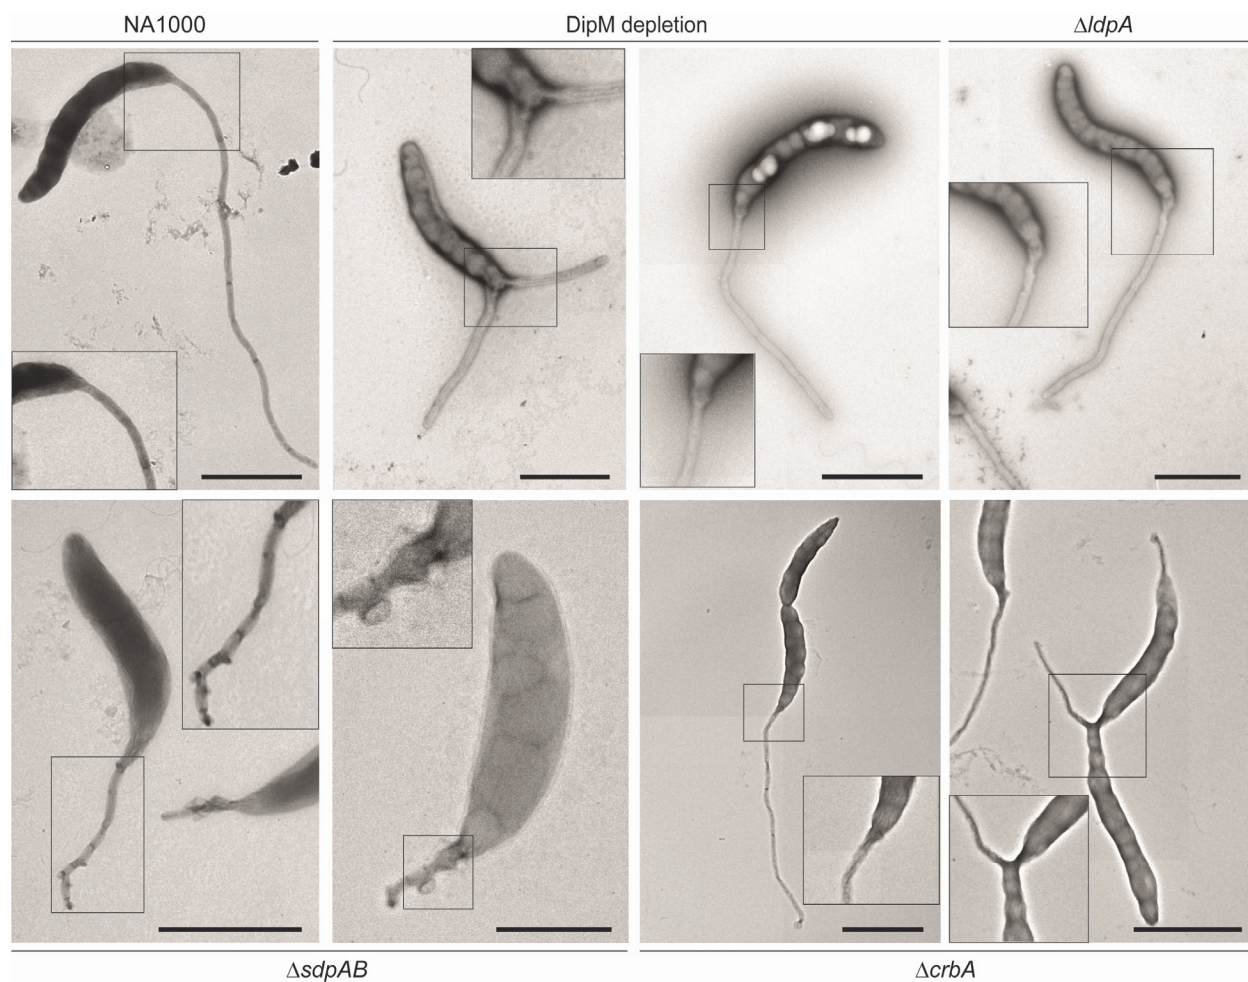 NA1000
DipM depletion
ΔldpA
ΔsdpAB
ΔcrbA